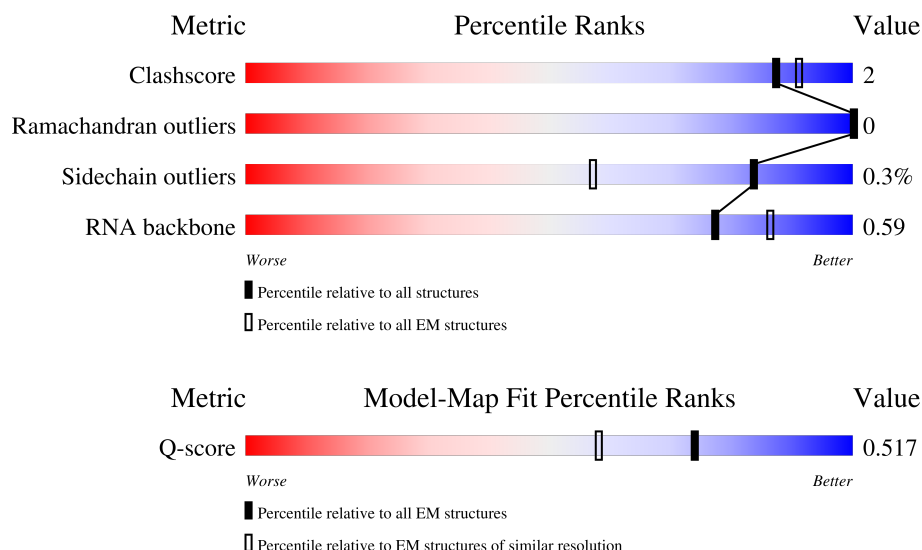 Metric Percentile Ranks Value
Clashscore 2
Ramachandran outliers 0
Sidechain outliers 0.3%
RNA backbone 0.59
Worse Better
Percentile relative to all structures
Percentile relative to all EM structures
Metric Model-Map Fit Percentile Ranks Value
Q-score 0.517
Worse Better
Percentile relative to all EM structures
Percentile relative to EM structures of similar resolution